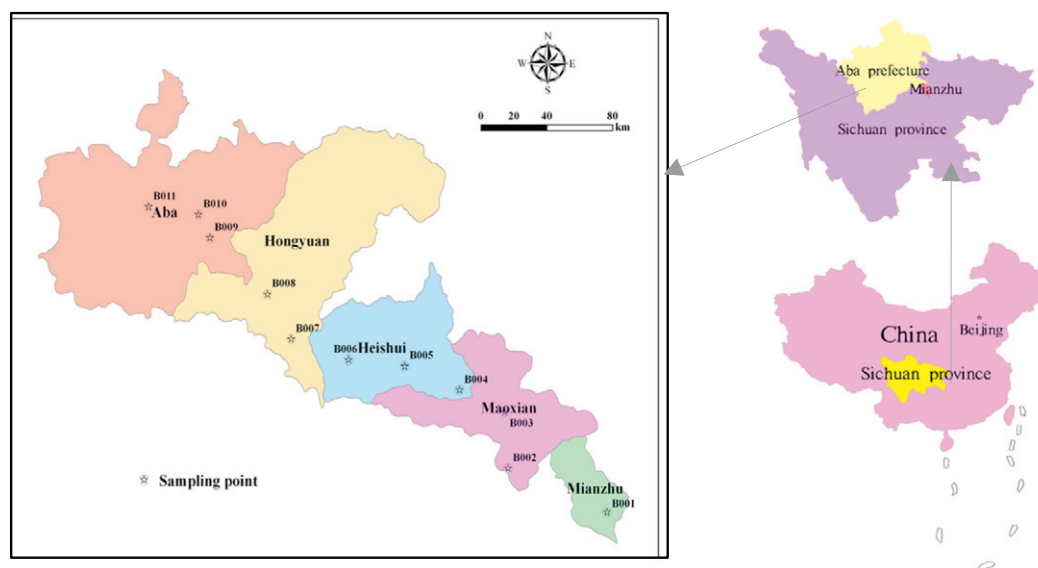 N
W E
S
0 20 40 80
km
B011
Aba
B010
B009
Hongyuan
B008
B007
B006
Heishui
B005
B004
Maoxian
B003
B002
Mianzhu
B001
Sampling point
Aba prefecture
Mianzhu
Sichuan province
China
Beijing
Sichuan province